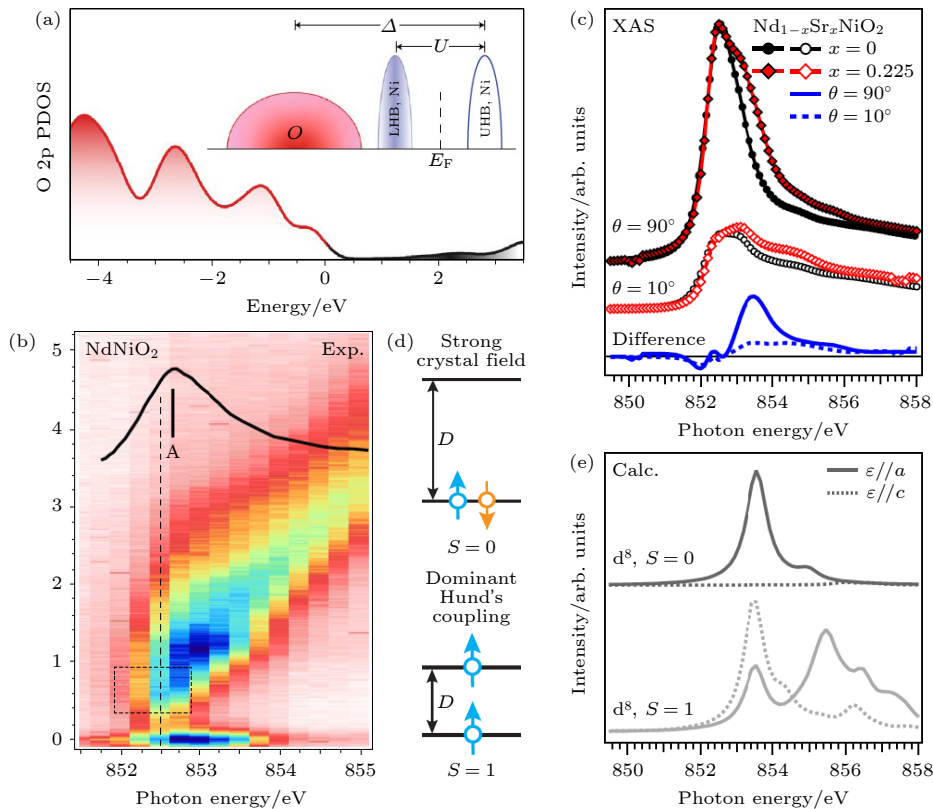 (a)
Δ
U
O
LHB, Ni
UHB, Ni
E_F
O 2p PDOS
−4
−2
0
2
Energy/eV
(b)
NdNiO₂
Exp.
A
5
4
3
2
1
0
852
853
854
855
Photon energy/eV
(c)
XAS
Nd₁₋ₓSrₓNiO₂
x = 0
x = 0.225
θ = 90°
θ = 10°
θ = 90°
θ = 10°
Difference
Intensity/arb. units
850
852
854
856
858
Photon energy/eV
(d)
Strong
crystal field
D
S = 0
Dominant
Hund's
coupling
D
S = 1
(e)
Calc.
ε//a
ε//c
d⁸, S = 0
d⁸, S = 1
Intensity/arb. units
850
852
854
856
858
Photon energy/eV